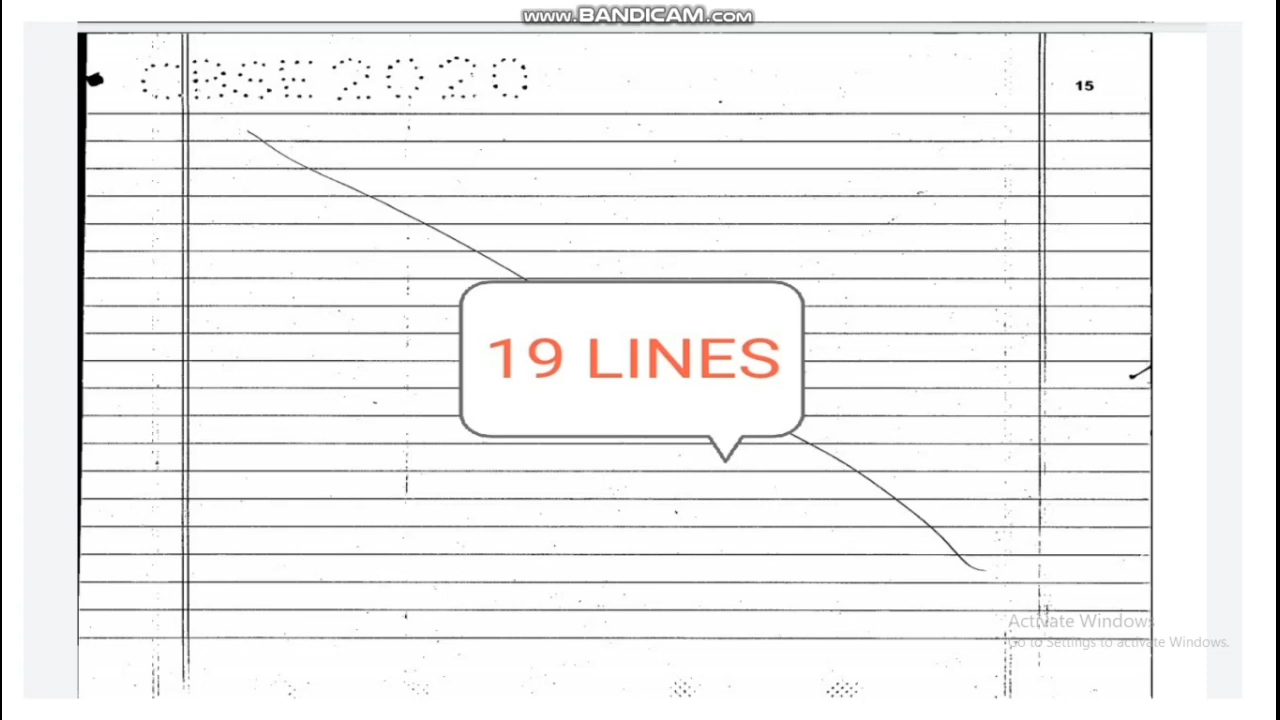 www.BANDICAM.com
CBSE 2020
15
19 LINES
Activate Windows
Go to Settings to activate Windows.